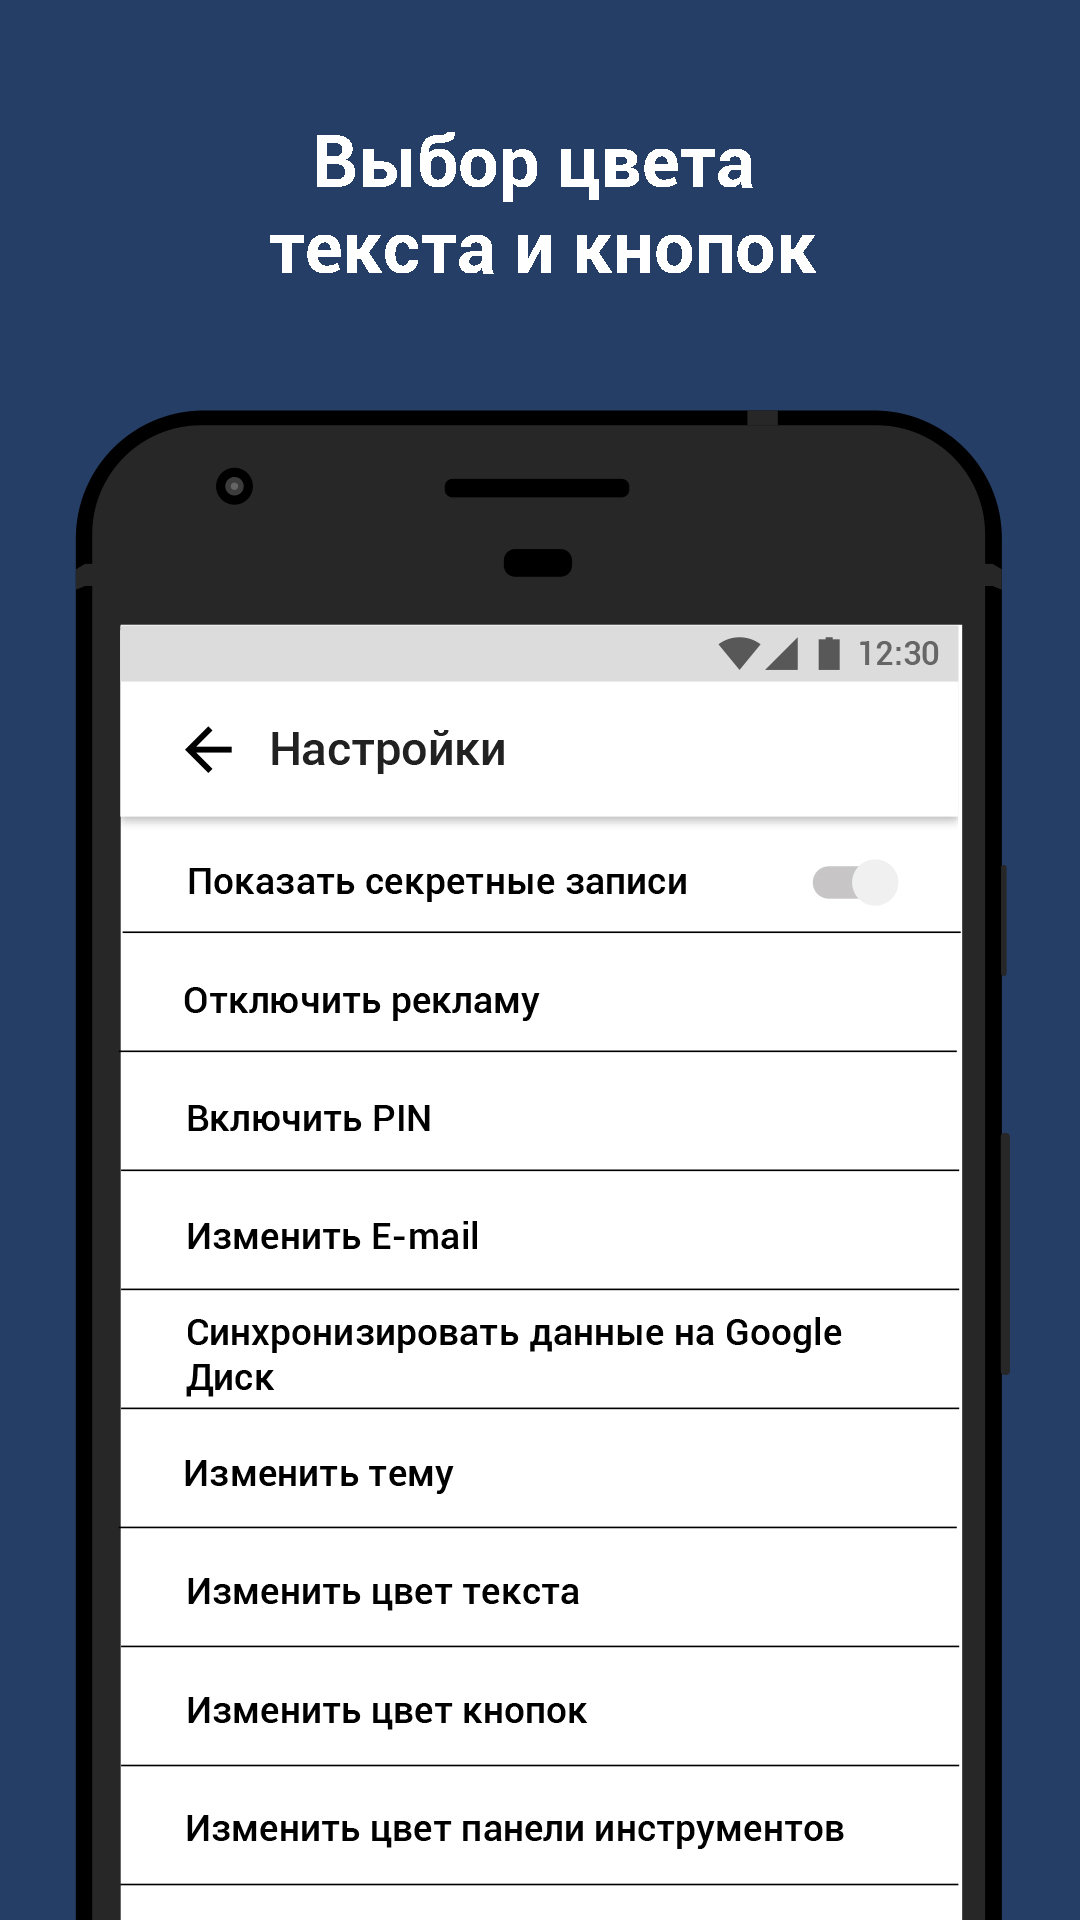 Выбор цвета
текста и кнопок
12:30
Настройки
Показать секретные записи
Отключить рекламу
Включить PIN
Изменить E-mail
Синхронизировать данные на Google
Диск
Изменить тему
Изменить цвет текста
Изменить цвет кнопок
Изменить цвет панели инструментов